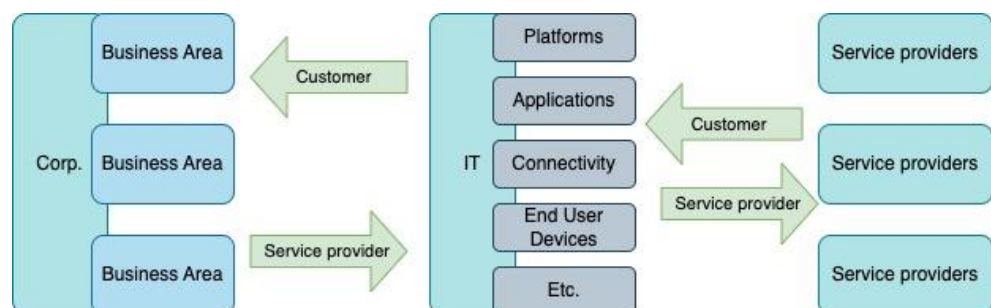 Corp.
Business Area
Business Area
Business Area
Customer
Service provider
IT
Platforms
Applications
Connectivity
End User
Devices
Etc.
Customer
Service provider
Service providers
Service providers
Service providers